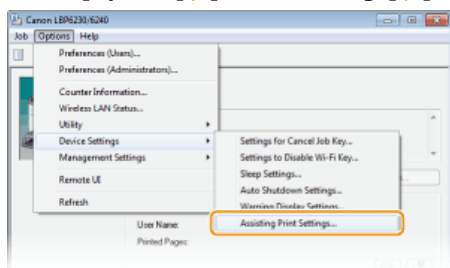 Canon LBP6230/6240
Job Options Help
Preferences (Users)...
Preferences (Administrators)...
Counter Information...
Wireless LAN Status...
Utility
Device Settings
Management Settings
Remote UI
Refresh
Settings for Cancel Job Key...
Settings to Disable Wi-Fi Key...
Sleep Settings...
Auto Shutdown Settings...
Warning Display Settings...
Assisting Print Settings...
User Name:
Printed Pages: